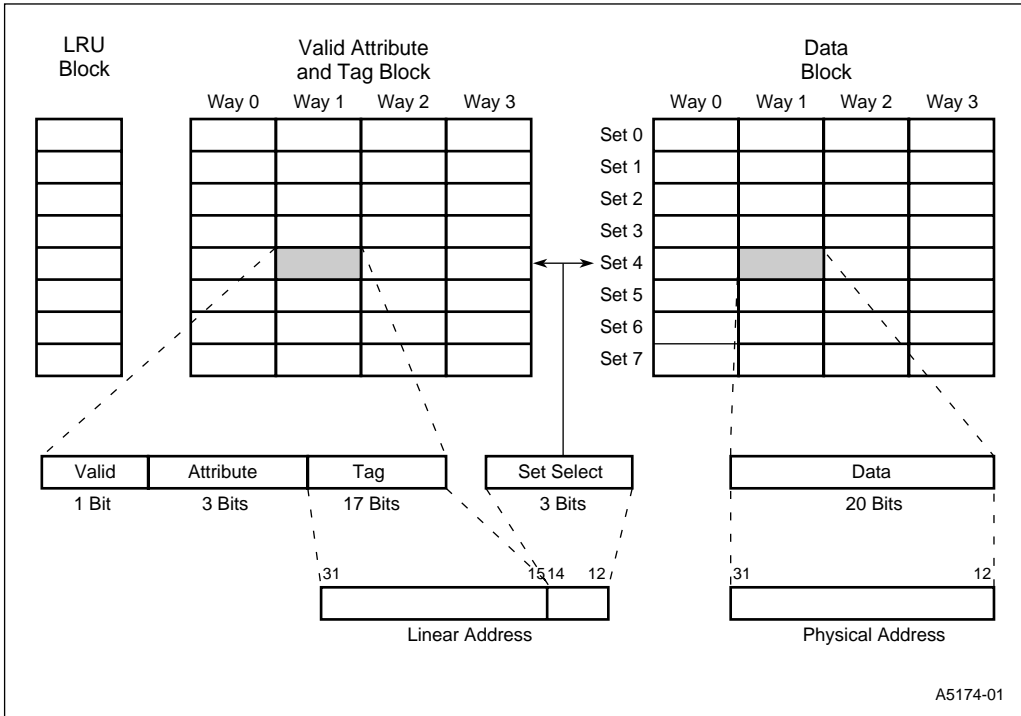 LRU
Block
Valid Attribute
and Tag Block
Data
Block
Way 0 Way 1 Way 2 Way 3
Way 0 Way 1 Way 2 Way 3
Set 0
Set 1
Set 2
Set 3
Set 4
Set 5
Set 6
Set 7
Valid Attribute Tag
1 Bit 3 Bits 17 Bits
Set Select
3 Bits
Data
20 Bits
31 15 14 12
Linear Address
31 12
Physical Address
A5174-01